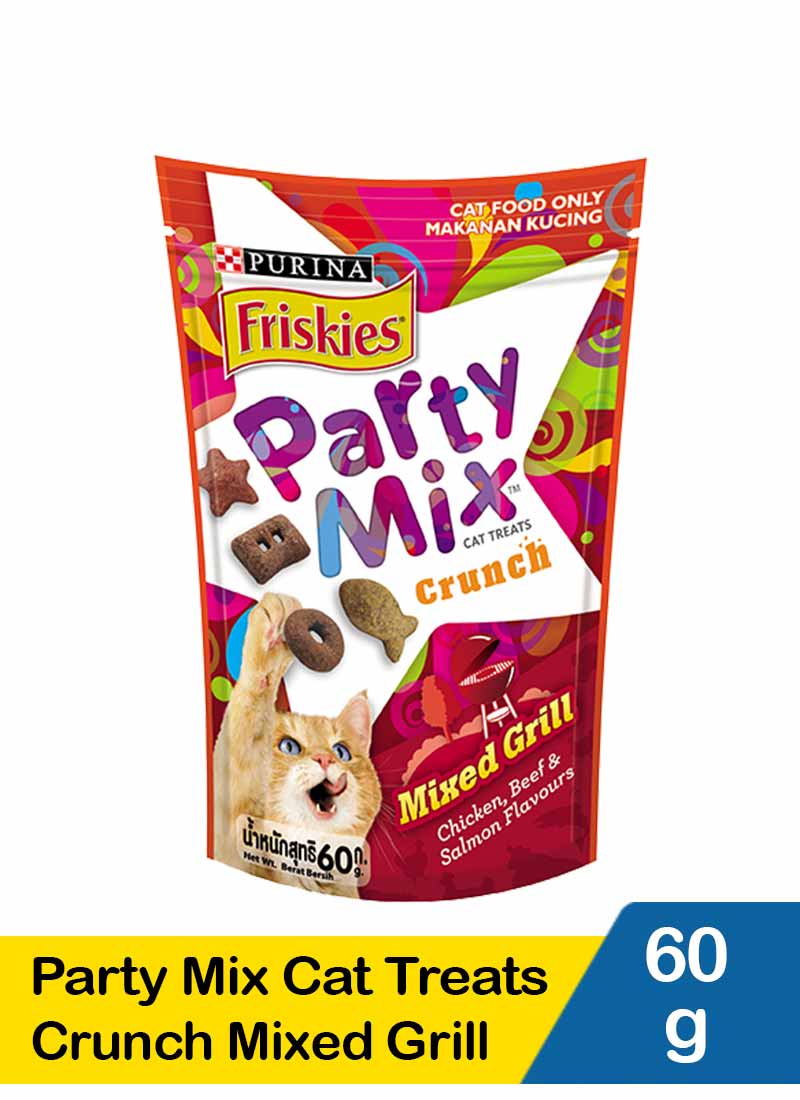 CAT FOOD ONLY
MAKANAN KUCING
PURINA
Friskies®
Party
Mix™
CAT TREATS
Crunch
Mixed Grill
Chicken, Beef &
Salmon Flavours
น้ำหนักสุทธิ 60 ก.
Net Wt. Berat Bersih g.
Party Mix Cat Treats
Crunch Mixed Grill
60
g